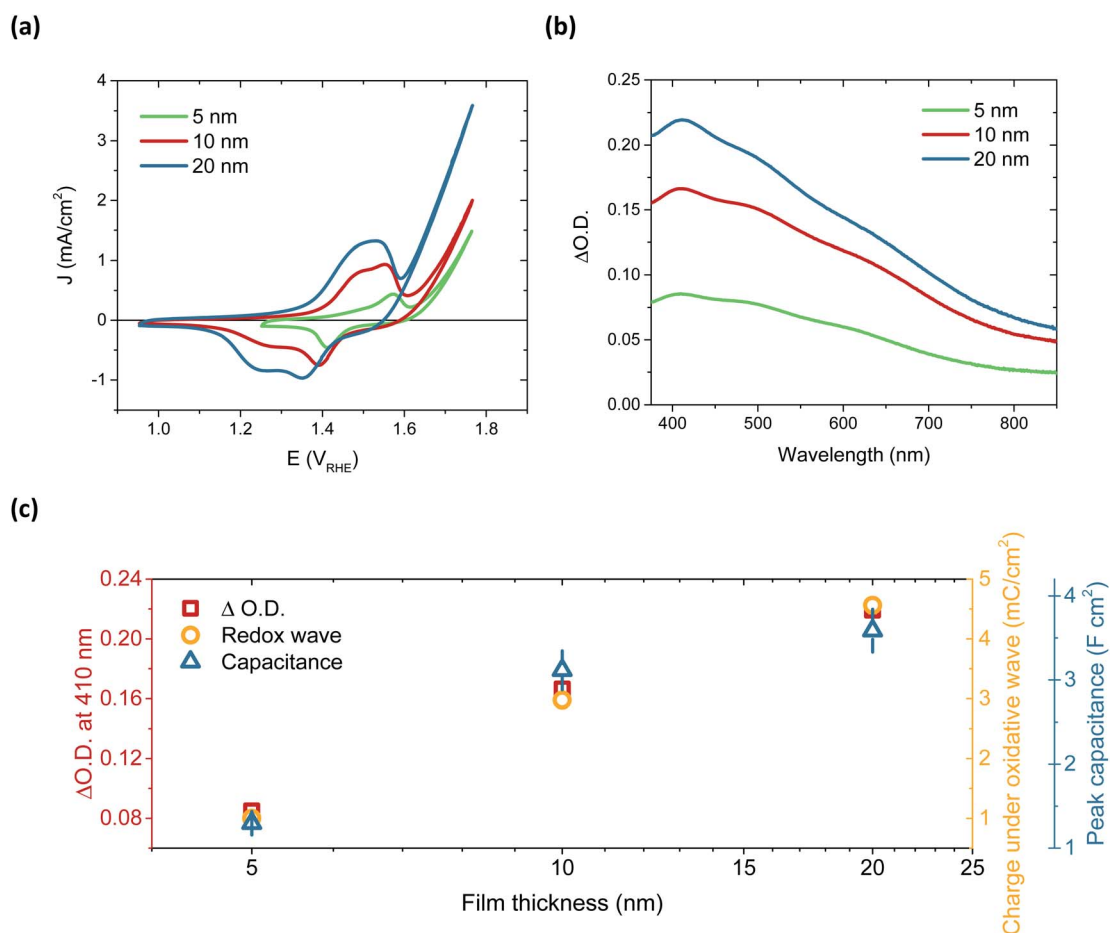 (a)
4
3
2
1
0
-1
J (mA/cm²)
5 nm
10 nm
20 nm
1.0
1.2
1.4
1.6
1.8
E (V_RHE)
(b)
0.25
0.20
0.15
0.10
0.05
0.00
ΔO.D.
5 nm
10 nm
20 nm
400
500
600
700
800
Wavelength (nm)
(c)
0.24
0.20
0.16
0.12
0.08
ΔO.D. at 410 nm
Δ O.D.
Redox wave
Capacitance
5
10
15
20
25
Film thickness (nm)
5
4
3
2
1
Charge under oxidative wave (mC/cm²)
4
3
2
1
Peak capacitance (F cm²)